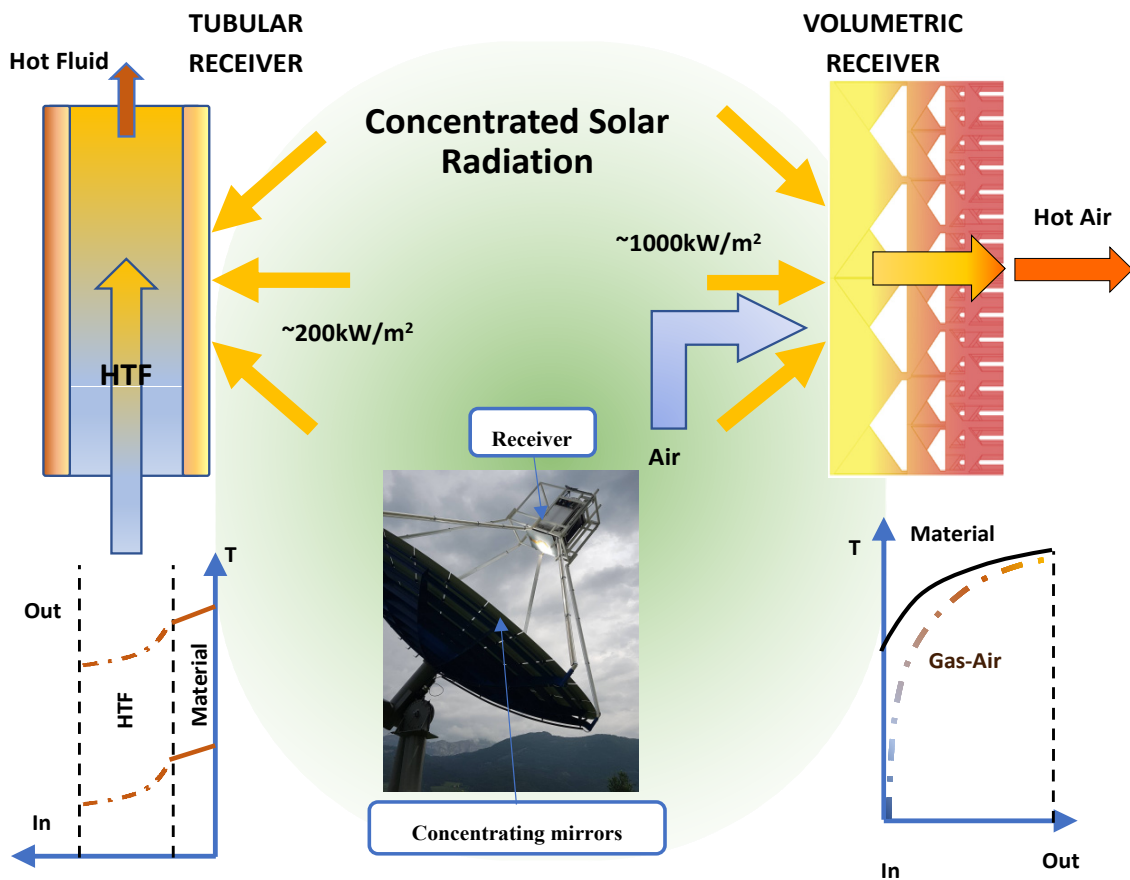 TUBULAR
RECEIVER
Hot Fluid
VOLUMETRIC
RECEIVER
Concentrated Solar
Radiation
~1000kW/m²
Hot Air
~200kW/m²
HTF
Receiver
Air
T
Out
HTF
Material
In
Concentrating mirrors
T
Material
Gas-Air
In
Out